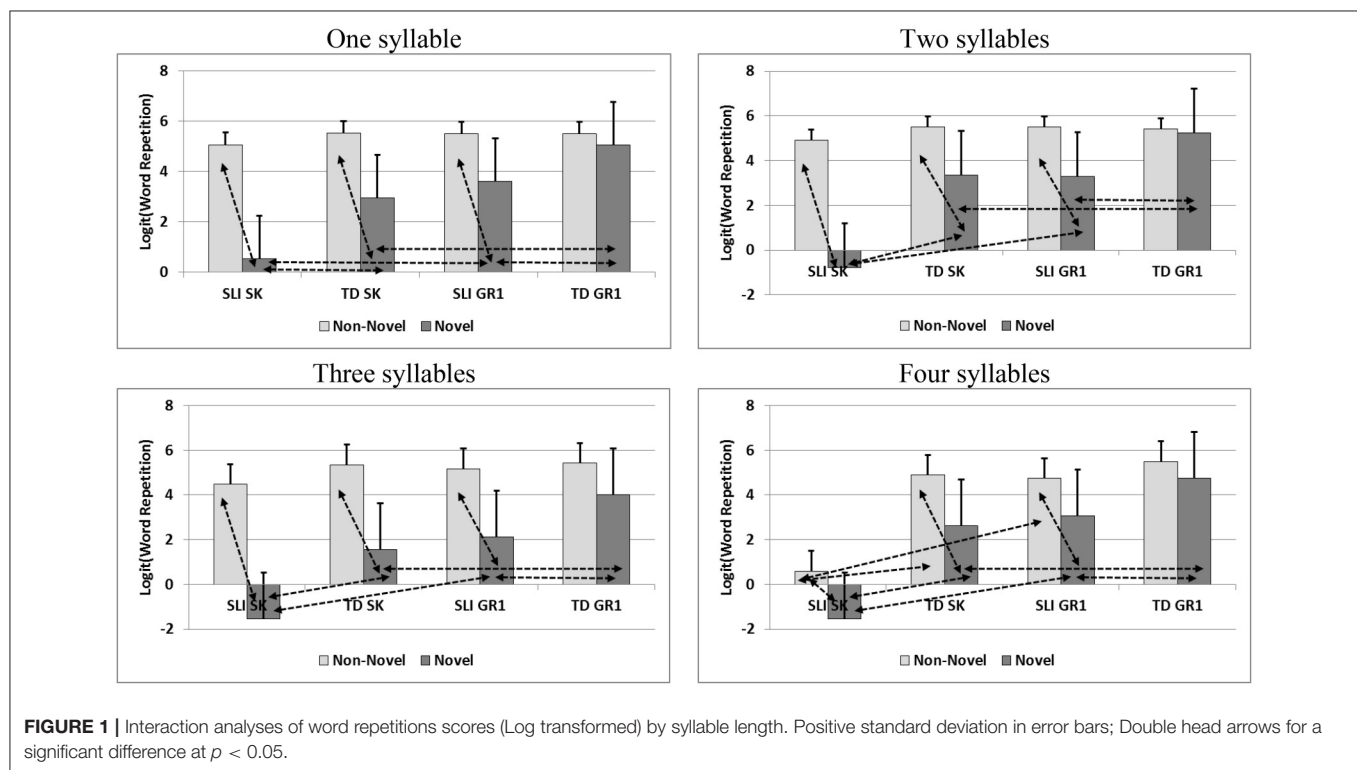 One syllable
Logit(Word Repetition)
8
6
4
2
0
SLI SK TD SK SLI GR1 TD GR1
Non-Novel Novel
Two syllables
Logit(Word Repetition)
8
6
4
2
0
-2
SLI SK TD SK SLI GR1 TD GR1
Non-Novel Novel
Three syllables
Logit(Word Repetition)
8
6
4
2
0
-2
SLI SK TD SK SLI GR1 TD GR1
Non-Novel Novel
Four syllables
Logit(Word Repetition)
8
6
4
2
0
-2
SLI SK TD SK SLI GR1 TD GR1
Non-Novel Novel
FIGURE 1 | Interaction analyses of word repetitions scores (Log transformed) by syllable length. Positive standard deviation in error bars; Double head arrows for a
significant difference at p < 0.05.